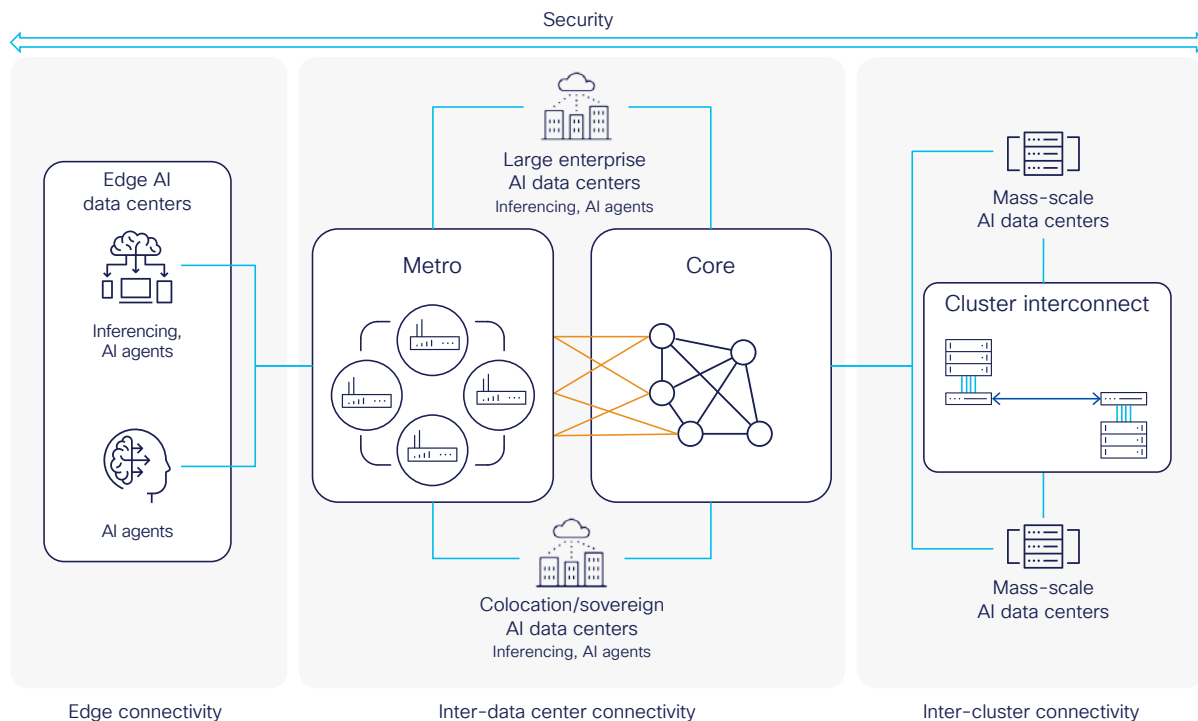 Security
Edge AI
data centers
Inferencing,
AI agents
AI agents
Large enterprise
AI data centers
Inferencing, AI agents
Metro
Core
Colocation/sovereign
AI data centers
Inferencing, AI agents
Mass-scale
AI data centers
Cluster interconnect
Mass-scale
AI data centers
Edge connectivity
Inter-data center connectivity
Inter-cluster connectivity